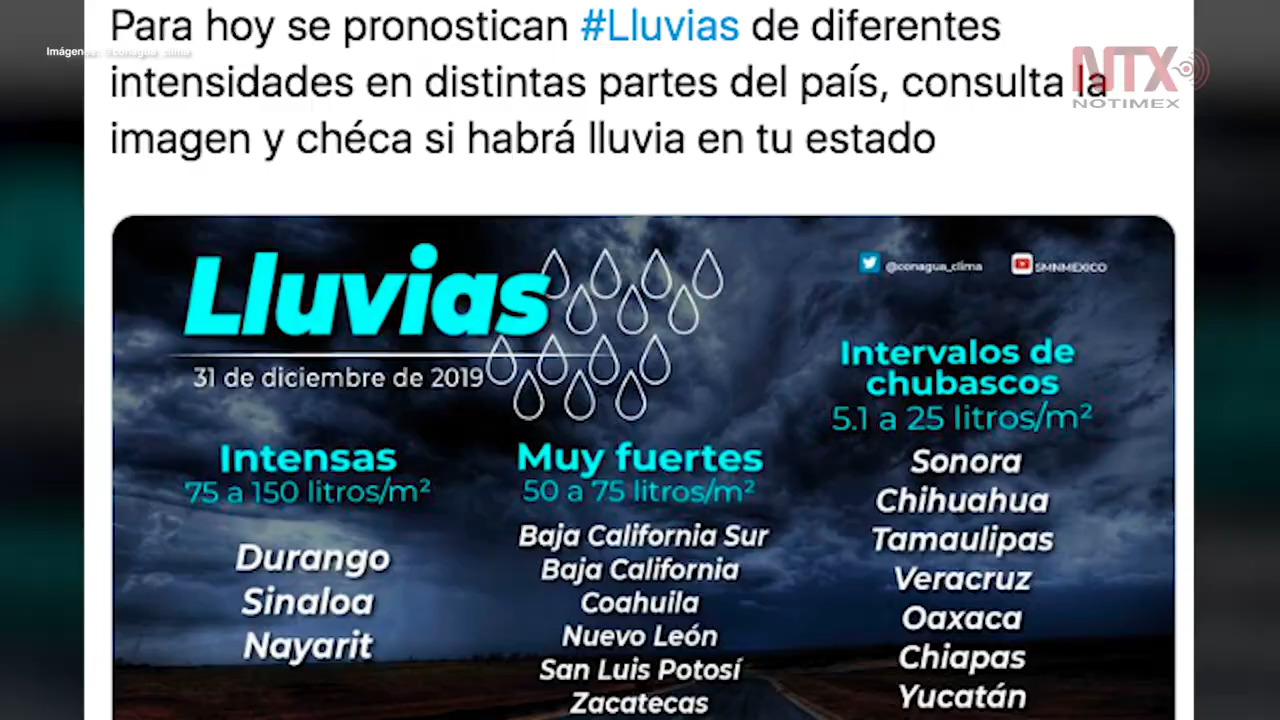 Para hoy se pronostican #Lluvias de diferentes
intensidades en distintas partes del país, consulta la
imagen y chéca si habrá lluvia en tu estado
Imágenes: @conagua_clima
NTX
NOTIMEX
Lluvias
31 de diciembre de 2019
@conagua_clima
SMNMEXICO
Intensas
75 a 150 litros/m²
Durango
Sinaloa
Nayarit
Muy fuertes
50 a 75 litros/m²
Baja California Sur
Baja California
Coahuila
Nuevo León
San Luis Potosí
Zacatecas
Intervalos de
chubascos
5.1 a 25 litros/m²
Sonora
Chihuahua
Tamaulipas
Veracruz
Oaxaca
Chiapas
Yucatán